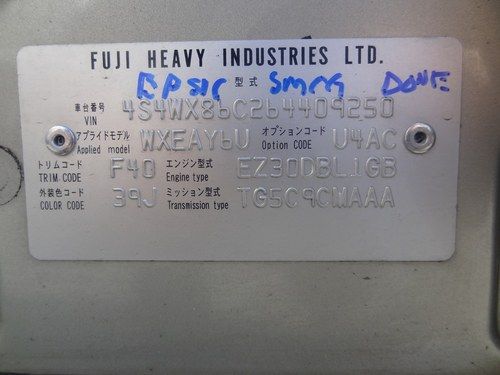 FUJI HEAVY INDUSTRIES LTD.
型式 DONE
車台番号 VIN 4S4WX86C264409250
アプライドモデル Applied model WXEAY6U オプションコード Option CODE U4AC
トリムコード TRIM CODE F40 エンジン型式 Engine type EZ30DBL1GB
外装色コード COLOR CODE 39J ミッション型式 Transmission type TG5C9CMAAA